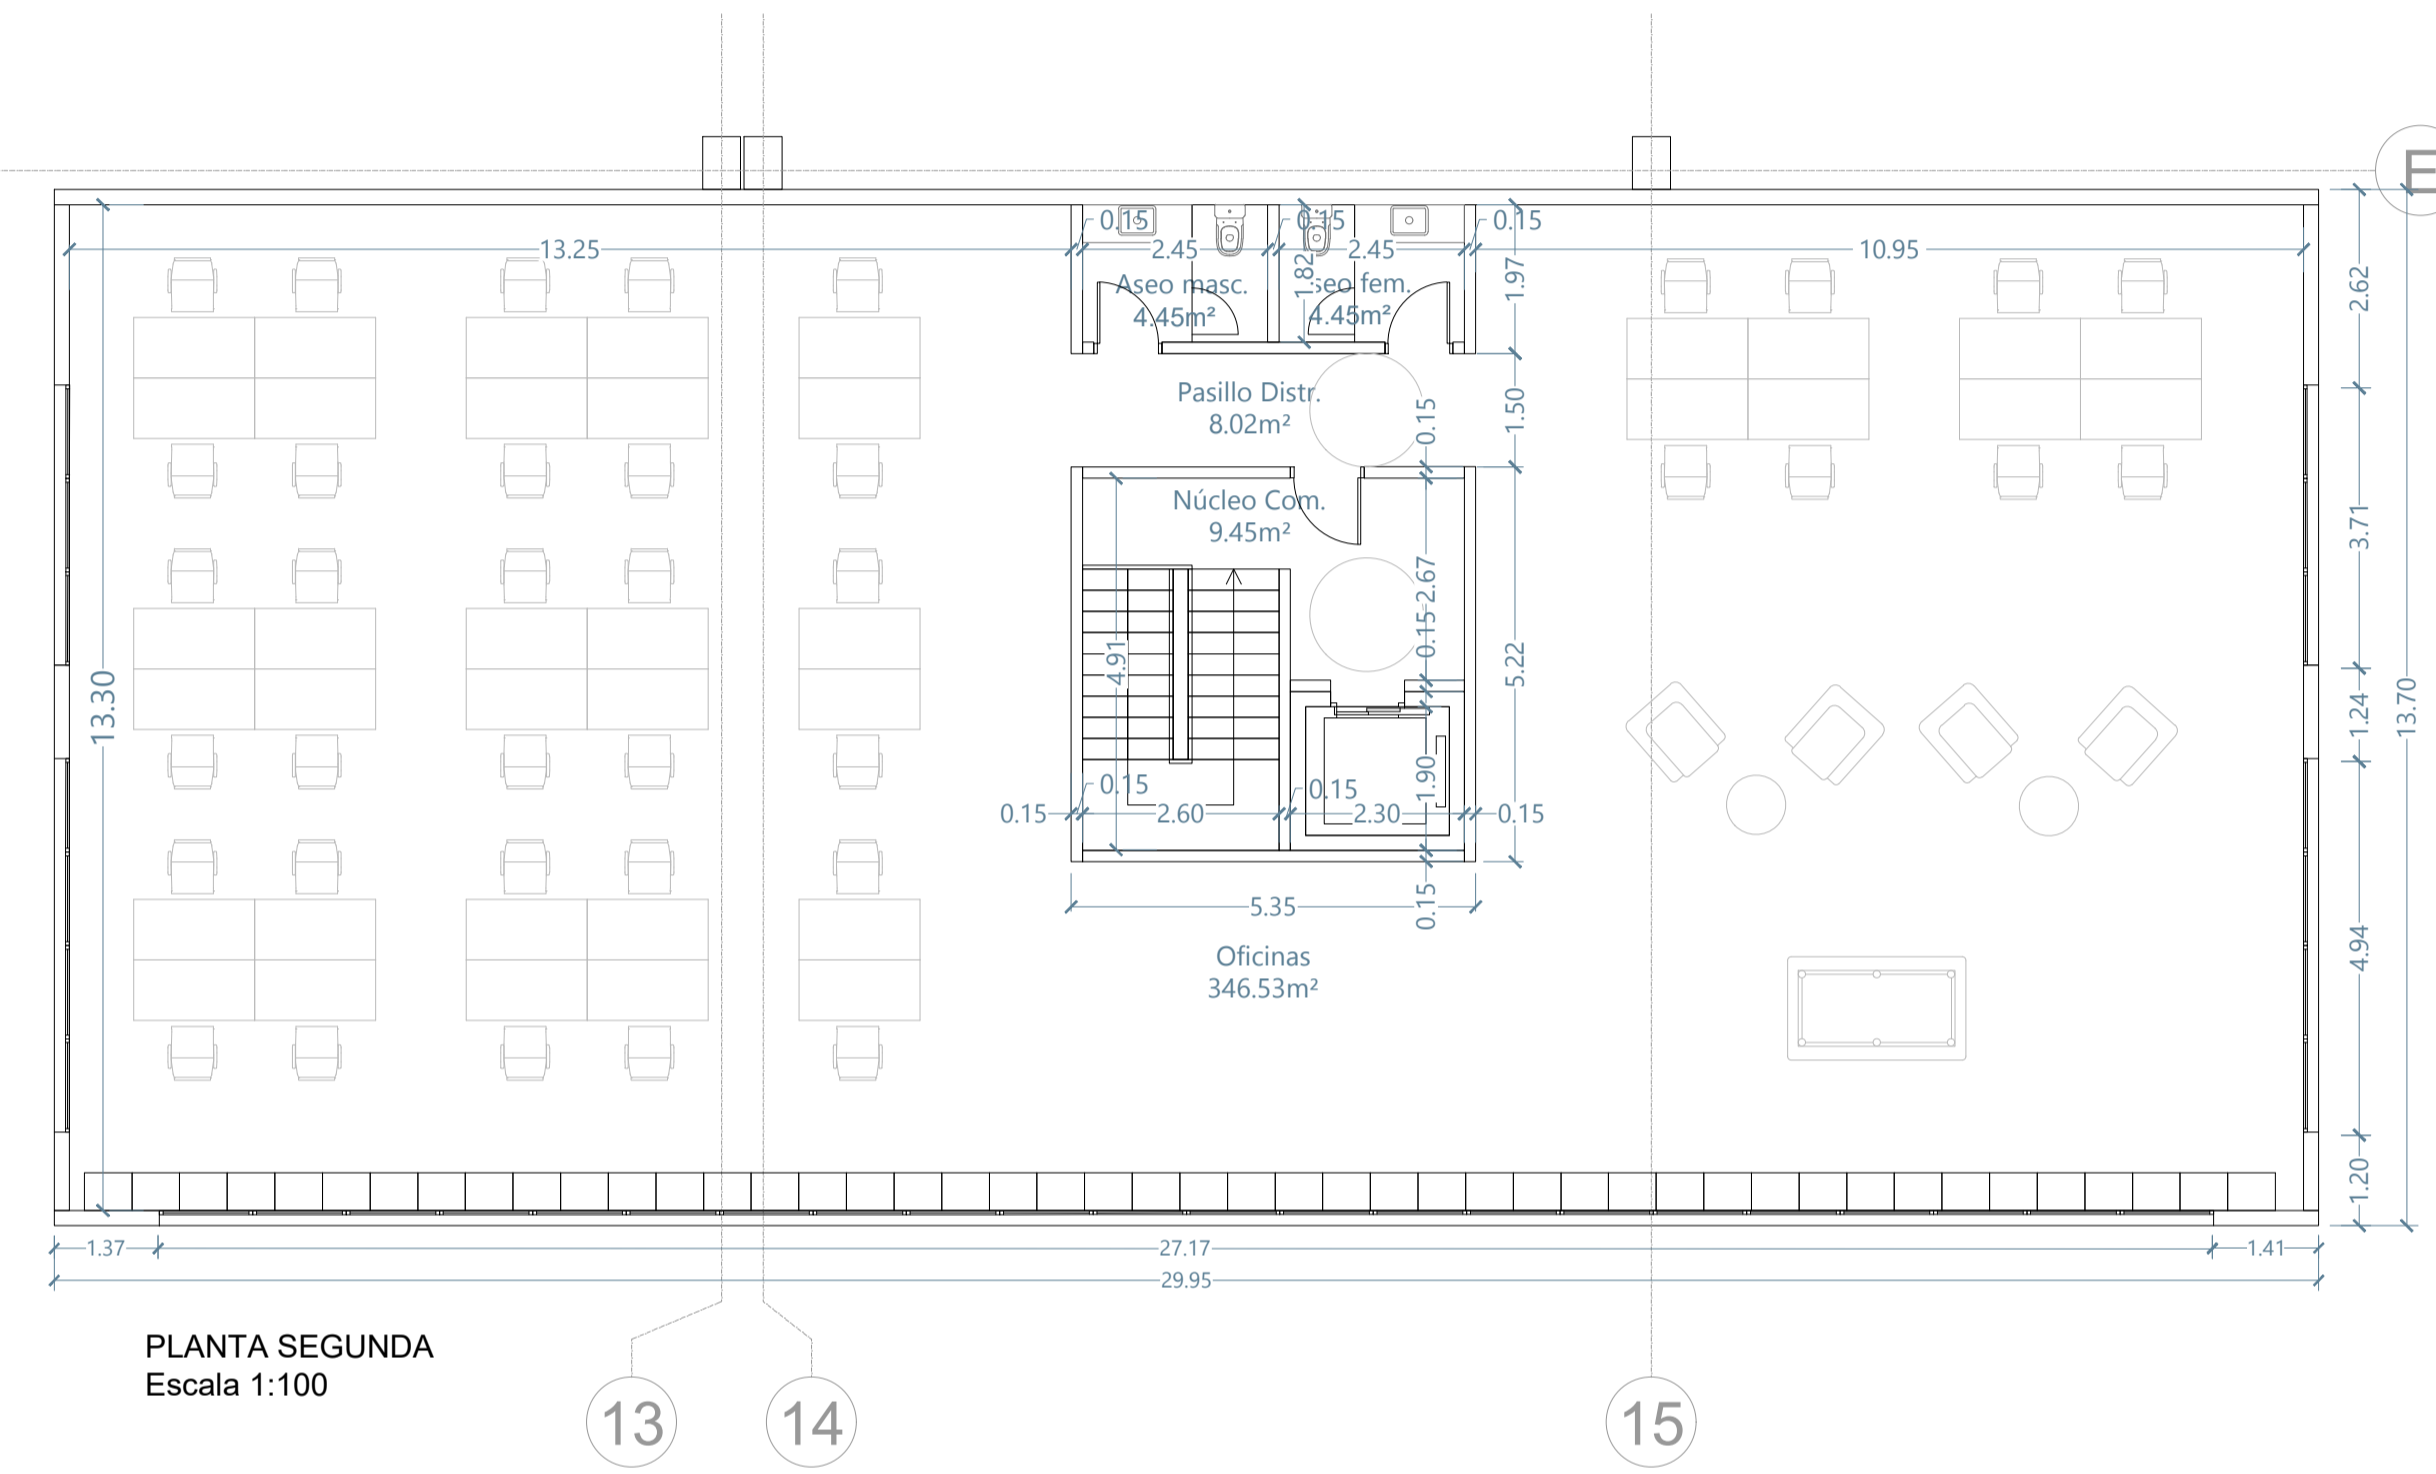 E
0.15
0.15
0.15
13.25
2.45
2.45
10.95
1.82
1.97
2.62
Aseo masc.
4.45m²
seo fem.
4.45m²
Pasillo Distr.
8.02m²
0.15
1.50
Núcleo Com.
9.45m²
3.71
2.67
0.15
4.91
5.22
13.30
1.24
13.70
1.90
0.15
0.15
0.15
2.60
2.30
0.15
0.15
5.35
Oficinas
346.53m²
4.94
1.20
1.37
27.17
1.41
29.95
PLANTA SEGUNDA
Escala 1:100
13
14
15